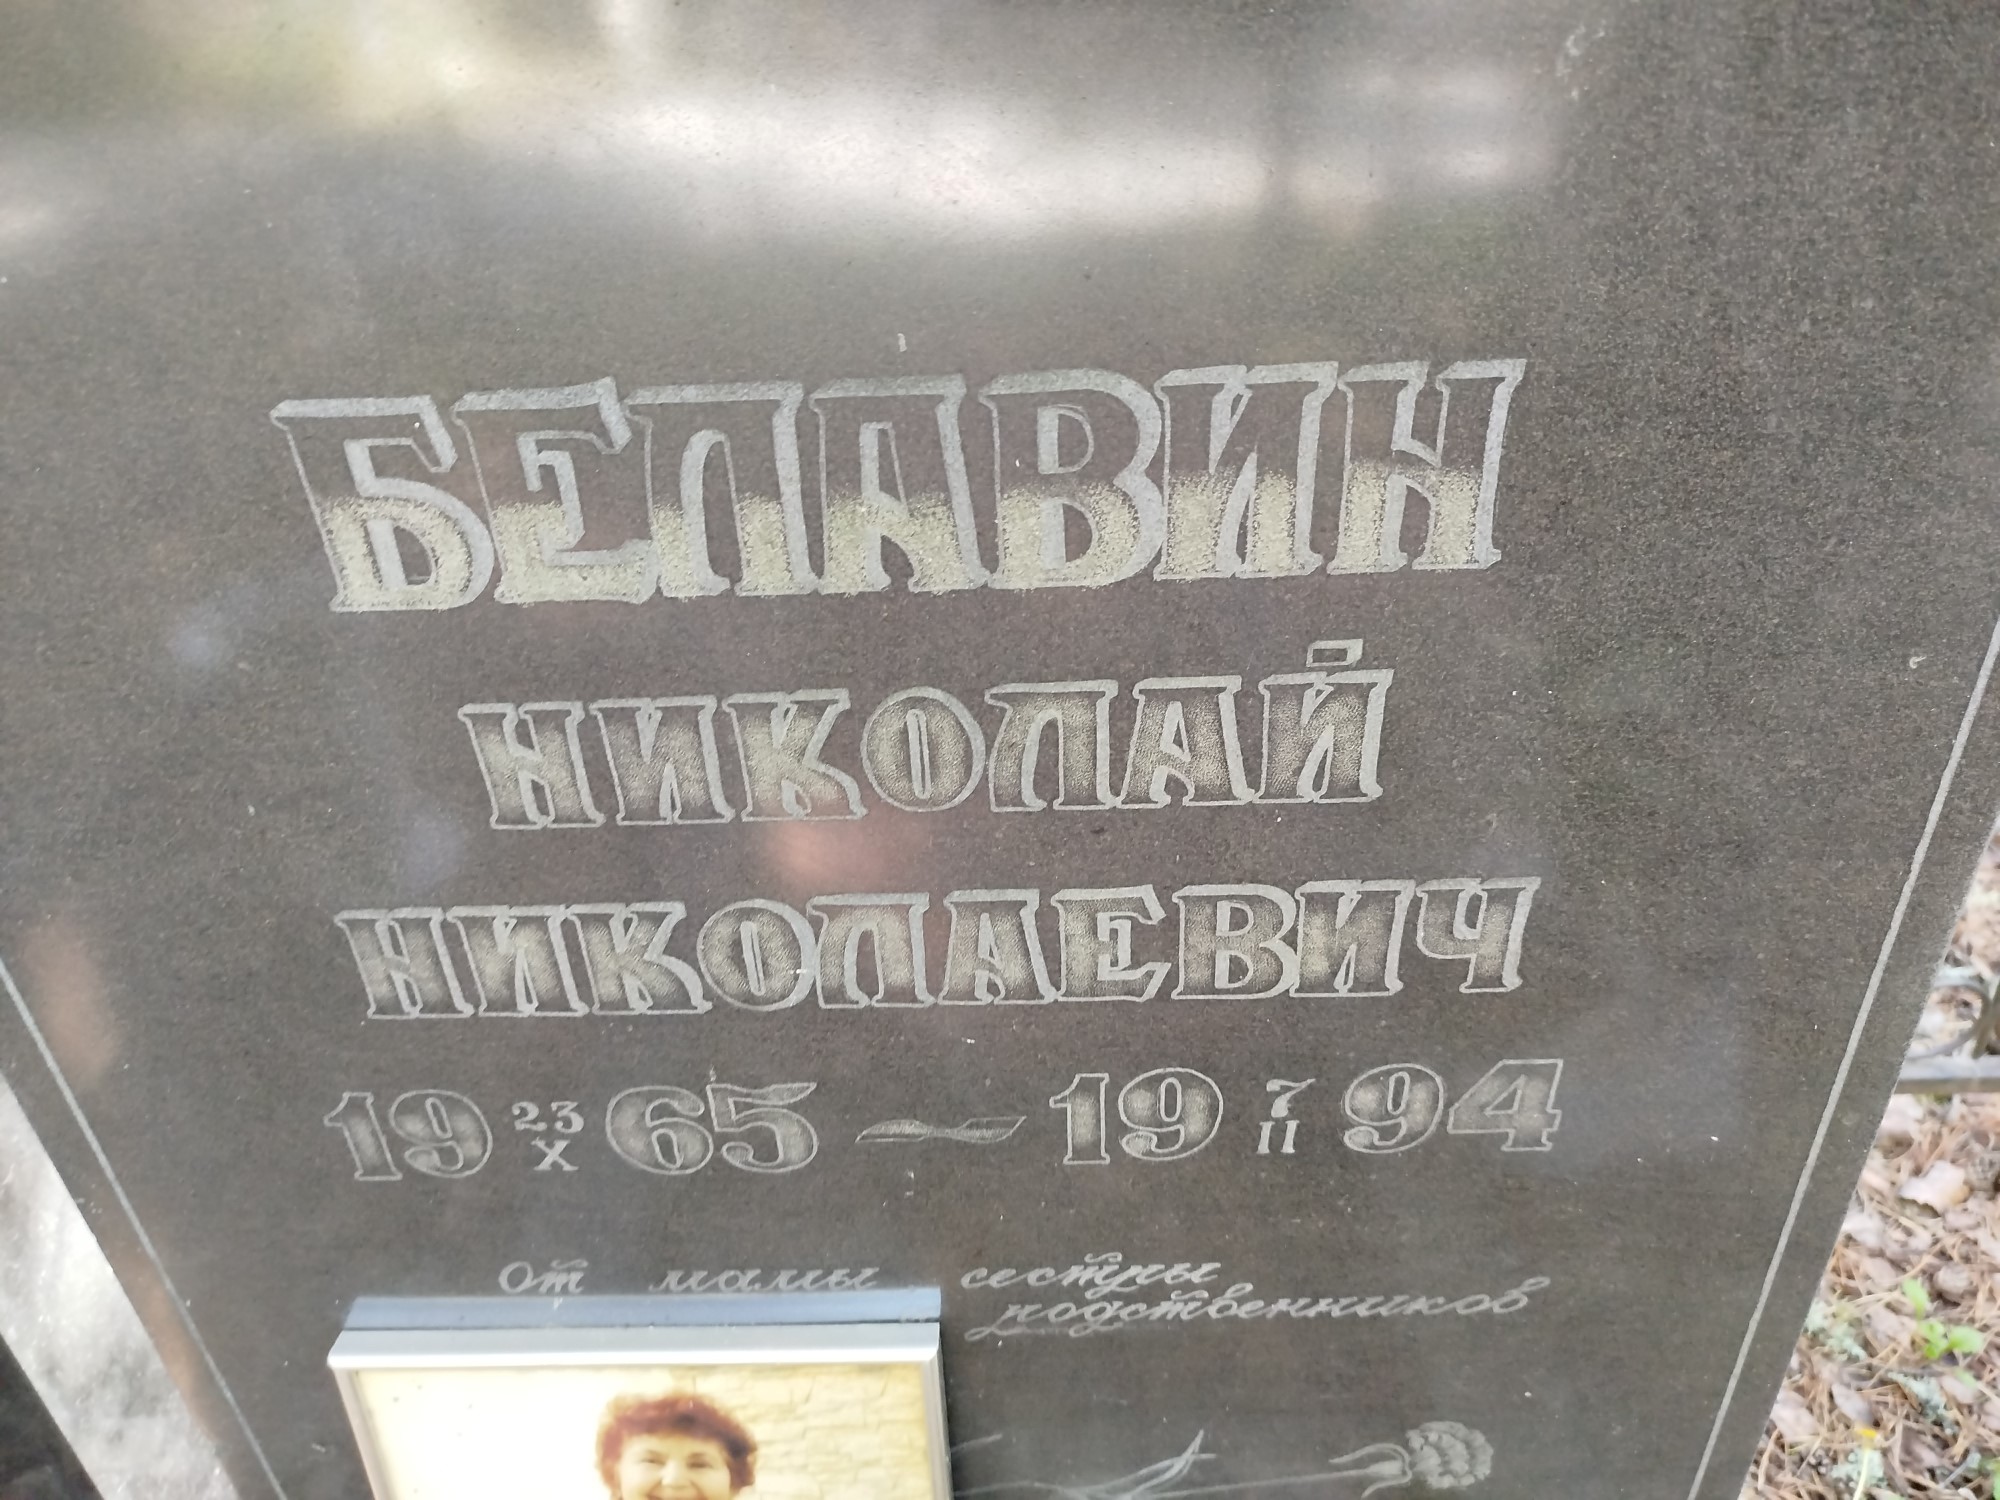 БЕЛАВИН
НИКОЛАЙ
НИКОЛАЕВИЧ
19 23/X 65 — 19 7/II 94
От мамы сестры
родственников